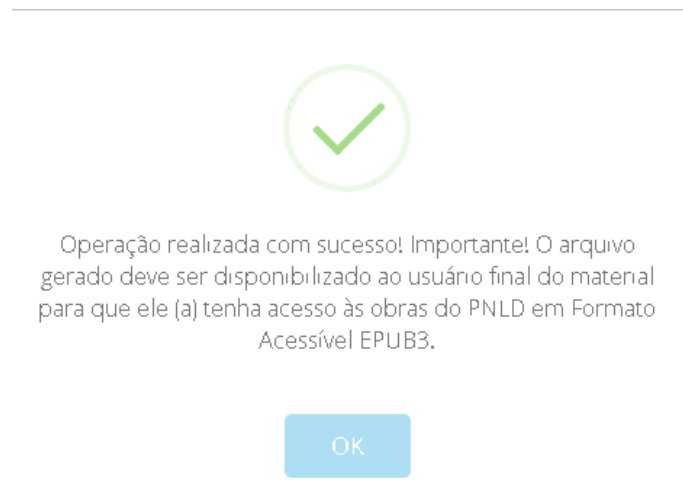 Operação realizada com sucesso! Importante! O arquivo
gerado deve ser disponibilizado ao usuário final do material
para que ele (a) tenha acesso às obras do PNLD em Formato
Acessível EPUB3.
OK